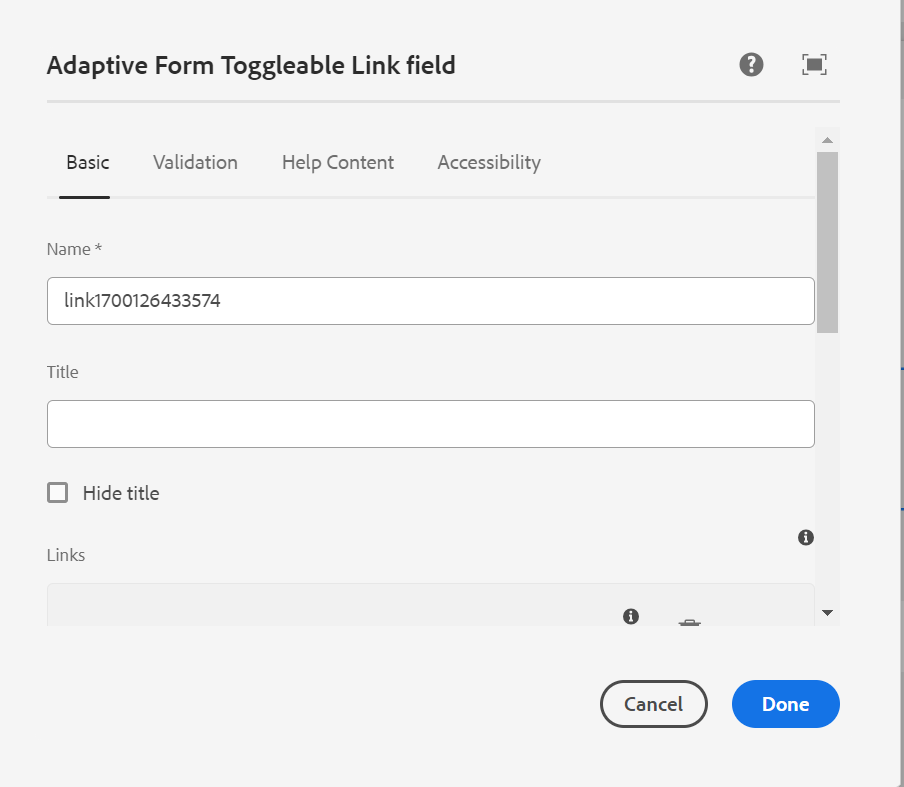 Adaptive Form Toggleable Link field
Basic Validation Help Content Accessibility
Name *
link1700126433574
Title
Hide title
Links
Cancel Done